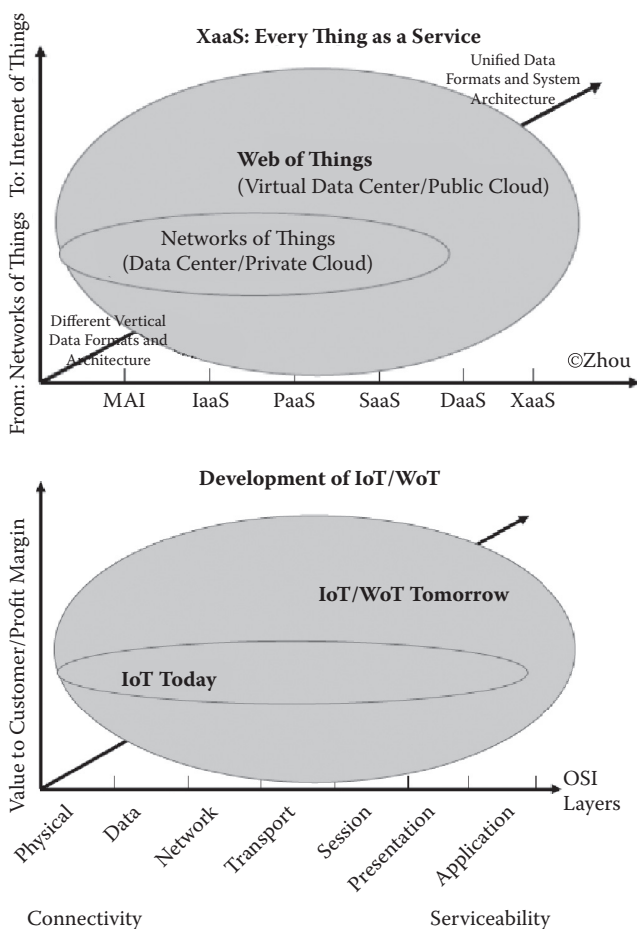 XaaS: Every Thing as a Service
From: Networks of Things To: Internet of Things
Unified Data
Formats and System
Architecture
Web of Things
(Virtual Data Center/Public Cloud)
Networks of Things
(Data Center/Private Cloud)
Different Vertical
Data Formats and
Architecture
©Zhou
MAI IaaS PaaS SaaS DaaS XaaS
Development of IoT/WoT
Value to Customer/Profit Margin
IoT/WoT Tomorrow
IoT Today
OSI
Layers
Physical
Data
Network
Transport
Session
Presentation
Application
Connectivity Serviceability